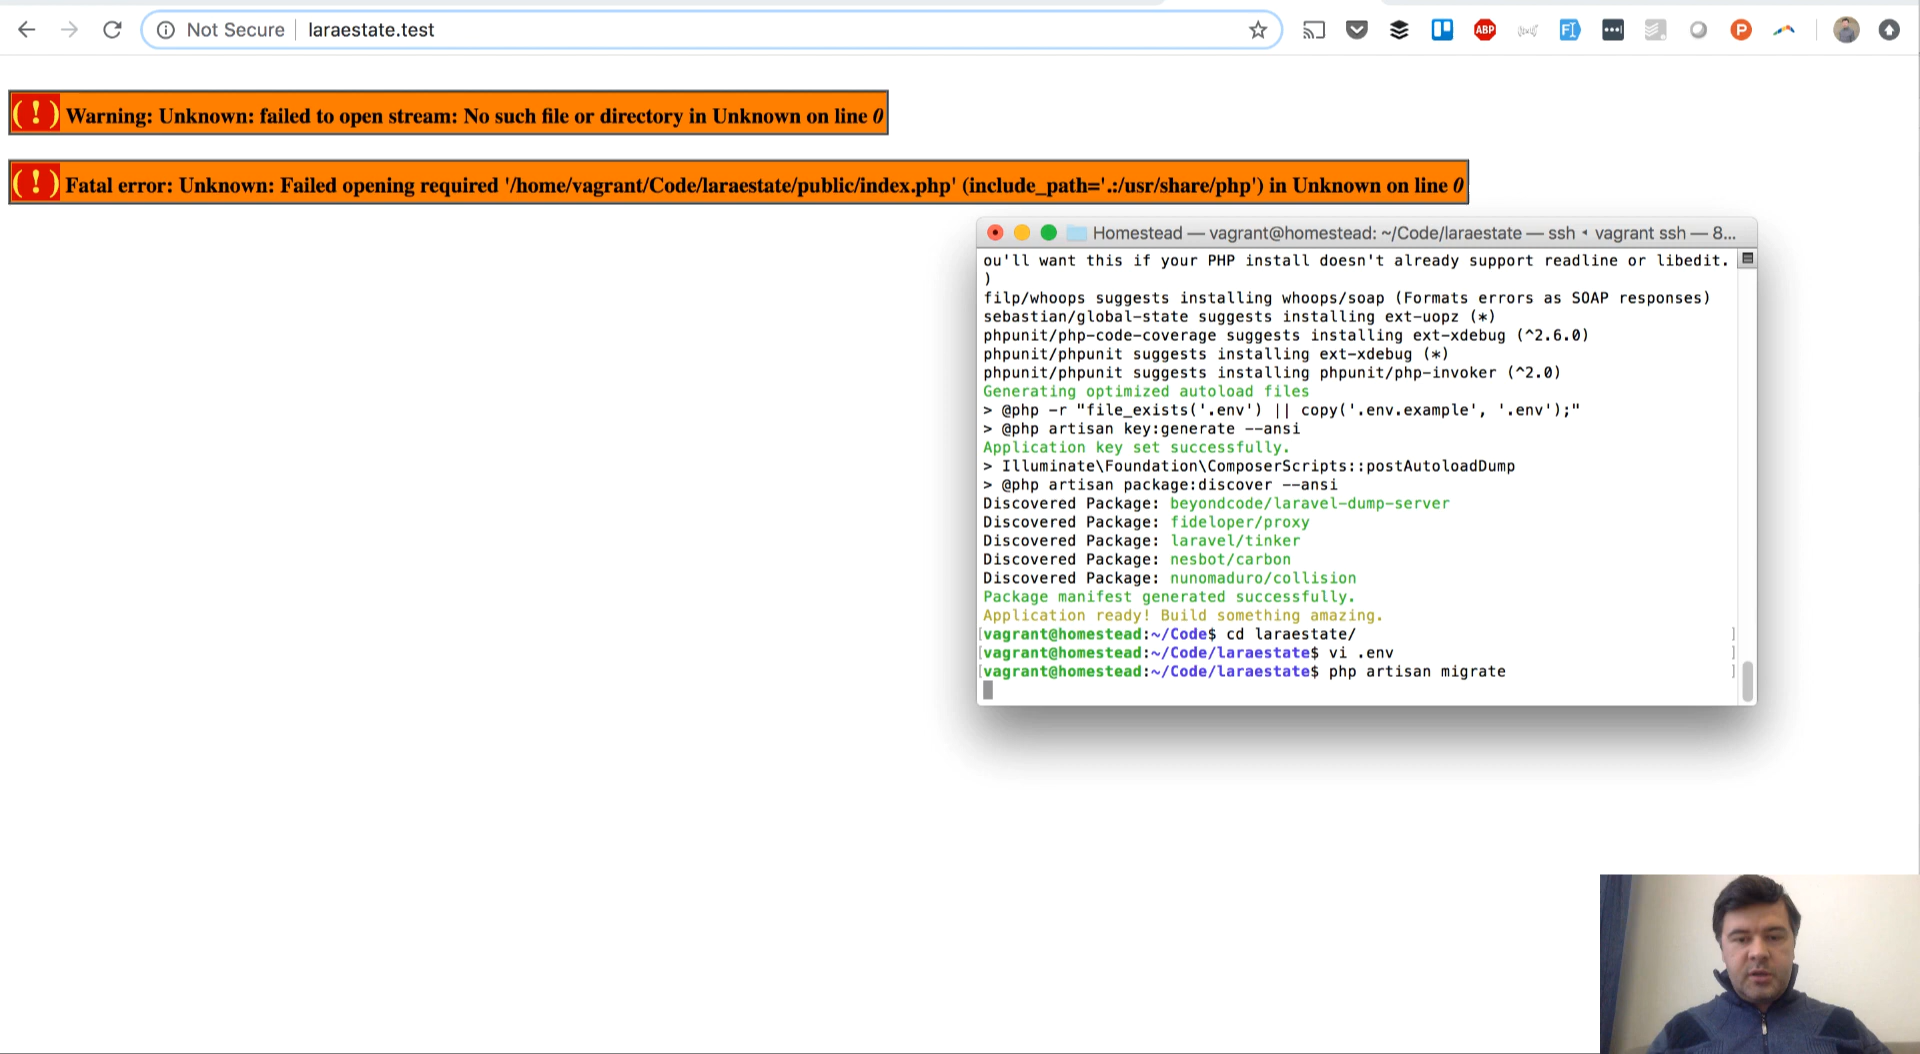 Not Secure laraestate.test
ABP
P
( ! ) Warning: Unknown: failed to open stream: No such file or directory in Unknown on line 0
( ! ) Fatal error: Unknown: Failed opening required '/home/vagrant/Code/laraestate/public/index.php' (include_path='.:/usr/share/php') in Unknown on line 0
Homestead — vagrant@homestead: ~/Code/laraestate — ssh ◂ vagrant ssh — 8...
ou'll want this if your PHP install doesn't already support readline or libedit.
)
filp/whoops suggests installing whoops/soap (Formats errors as SOAP responses)
sebastian/global-state suggests installing ext-uopz (*)
phpunit/php-code-coverage suggests installing ext-xdebug (^2.6.0)
phpunit/phpunit suggests installing ext-xdebug (*)
phpunit/phpunit suggests installing phpunit/php-invoker (^2.0)
Generating optimized autoload files
> @php -r "file_exists('.env') || copy('.env.example', '.env');"
> @php artisan key:generate --ansi
Application key set successfully.
> Illuminate\Foundation\ComposerScripts::postAutoloadDump
> @php artisan package:discover --ansi
Discovered Package: beyondcode/laravel-dump-server
Discovered Package: fideloper/proxy
Discovered Package: laravel/tinker
Discovered Package: nesbot/carbon
Discovered Package: nunomaduro/collision
Package manifest generated successfully.
Application ready! Build something amazing.
[vagrant@homestead:~/Code$ cd laraestate/ ]
[vagrant@homestead:~/Code/laraestate$ vi .env ]
[vagrant@homestead:~/Code/laraestate$ php artisan migrate ]